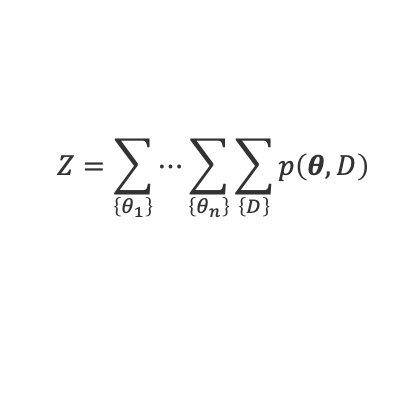 Z = ∑_{{θ₁}} ⋯ ∑_{{θₙ}} ∑_{{D}} p(𝜽, D)